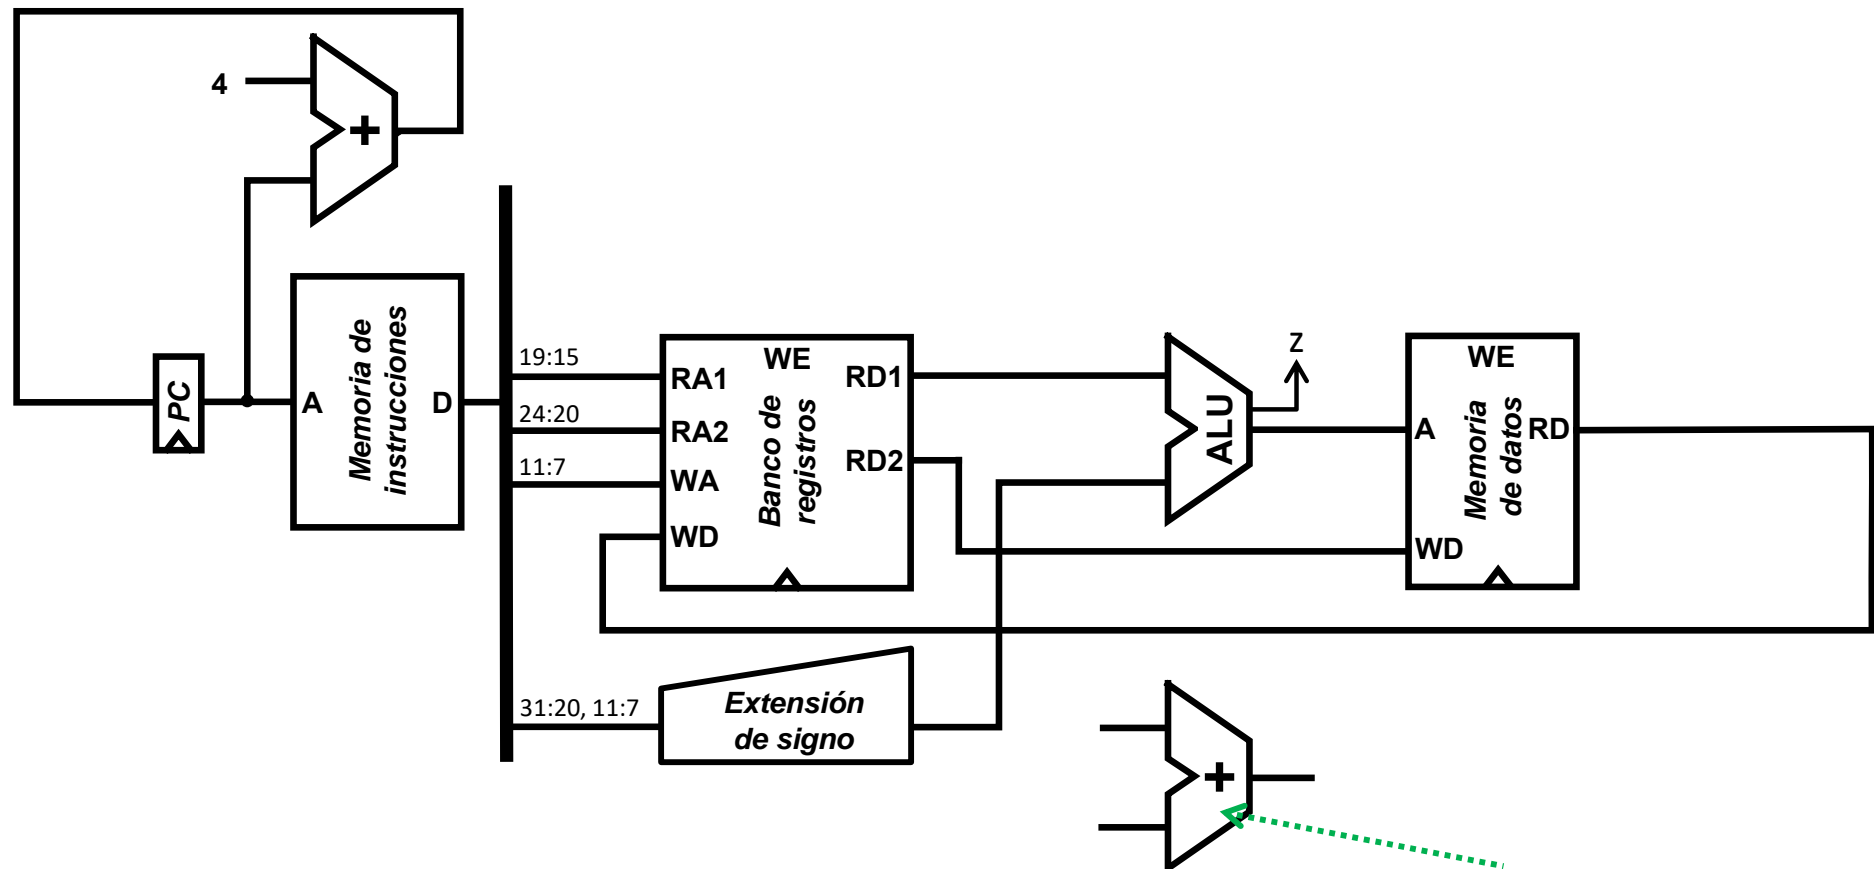 4
+
PC
A
Memoria de
instrucciones
D
19:15
24:20
11:7
31:20, 11:7
RA1
RA2
WA
WD
WE
Banco de
registros
RD1
RD2
Extensión
de signo
ALU
Z
A
WD
WE
Memoria
de datos
RD
+